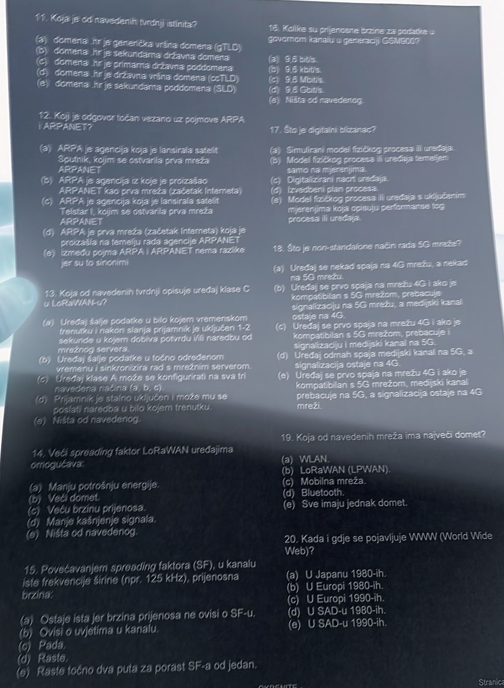 11. Koja je od navedenih tvrdnji istinita?
(a) domena .hr je generička vršna domena (gTLD)
(b) domena .hr je sekundarna državna domena
(c) domena .hr je primarna državna poddomena
(d) domena .hr je državna vršna domena (ccTLD)
(e) domena .hr je sekundarna poddomena (SLD)
12. Koji je odgovor točan vezano uz pojmove ARPA
i ARPANET?
(a) ARPA je agencija koja je lansirala satelit
Sputnik, kojim se ostvarila prva mreža
ARPANET
(b) ARPA je agencija iz koje je proizašao
ARPANET kao prva mreža (začetak Interneta)
(c) ARPA je agencija koja je lansirala satelit
Telstar I, kojim se ostvarila prva mreža
ARPANET
(d) ARPA je prva mreža (začetak Interneta) koja je
proizašla na temelju rada agencije ARPANET
(e) između pojma ARPA i ARPANET nema razlike
jer su to sinonimi
13. Koja od navedenih tvrdnji opisuje uređaj klase C
u LoRaWAN-u?
(a) Uređaj šalje podatke u bilo kojem vremenskom
trenutku i nakon slanja prijamnik je uključen 1-2
sekunde u kojem dobiva potvrdu i/ili naredbu od
mrežnog servera.
(b) Uređaj šalje podatke u točno određenom
vremenu i sinkronizira rad s mrežnim serverom.
(c) Uređaj klase A može se konfigurirati na sva tri
navedena načina (a, b, c).
(d) Prijamnik je stalno uključen i može mu se
poslati naredba u bilo kojem trenutku.
(e) Ništa od navedenog.
14. Veći spreading faktor LoRaWAN uređajima
omogućava:
(a) Manju potrošnju energije.
(b) Veći domet.
(c) Veću brzinu prijenosa.
(d) Manje kašnjenje signala.
(e) Ništa od navedenog.
15. Povećavanjem spreading faktora (SF), u kanalu
iste frekvencije širine (npr. 125 kHz), prijenosna
brzina:
(a) Ostaje ista jer brzina prijenosa ne ovisi o SF-u.
(b) Ovisi o uvjetima u kanalu.
(c) Pada.
(d) Raste.
(e) Raste točno dva puta za porast SF-a od jedan.
16. Kolike su prijenosne brzine za podatke u
govornom kanalu u generaciji GSM900?
(a) 9,6 bit/s.
(b) 9,6 kbit/s.
(c) 9,6 Mbit/s.
(d) 9,6 Gbit/s.
(e) Ništa od navedenog.
17. Što je digitalni blizanac?
(a) Simulirani model fizičkog procesa ili uređaja.
(b) Model fizičkog procesa ili uređaja temeljen
samo na mjerenjima.
(c) Digitalizirani nacrt uređaja.
(d) Izvedbeni plan procesa.
(e) Model fizičkog procesa ili uređaja s uključenim
mjerenjima koja opisuju performanse tog
procesa ili uređaja.
18. Što je non-standalone način rada 5G mreže?
(a) Uređaj se nekad spaja na 4G mrežu, a nekad
na 5G mrežu.
(b) Uređaj se prvo spaja na mrežu 4G i ako je
kompatibilan s 5G mrežom, prebacuje
signalizaciju na 5G mrežu, a medijski kanal
ostaje na 4G.
(c) Uređaj se prvo spaja na mrežu 4G i ako je
kompatibilan s 5G mrežom, prebacuje i
signalizaciju i medijski kanal na 5G.
(d) Uređaj odmah spaja medijski kanal na 5G, a
signalizacija ostaje na 4G.
(e) Uređaj se prvo spaja na mrežu 4G i ako je
kompatibilan s 5G mrežom, medijski kanal
prebacuje na 5G, a signalizacija ostaje na 4G
mreži.
19. Koja od navedenih mreža ima najveći domet?
(a) WLAN.
(b) LoRaWAN (LPWAN).
(c) Mobilna mreža.
(d) Bluetooth.
(e) Sve imaju jednak domet.
20. Kada i gdje se pojavljuje WWW (World Wide
Web)?
(a) U Japanu 1980-ih.
(b) U Europi 1980-ih.
(c) U Europi 1990-ih.
(d) U SAD-u 1980-ih.
(e) U SAD-u 1990-ih.